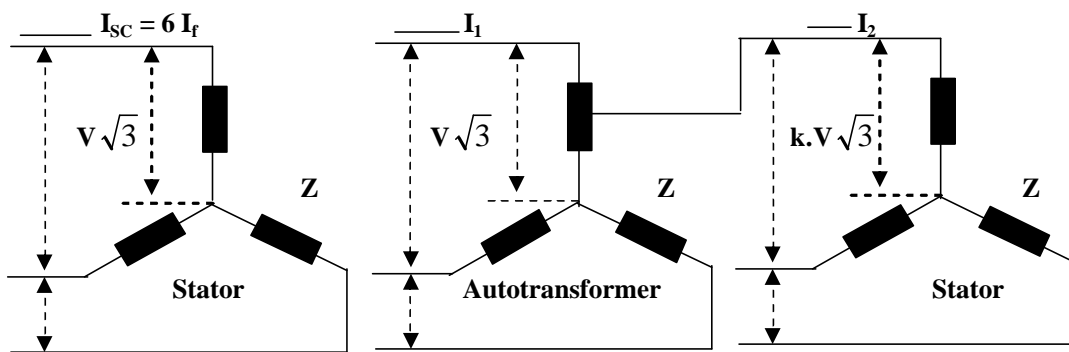 I_SC = 6 I_f
I_1
I_2
V√3
V√3
k.V√3
Z
Z
Z
Stator
Autotransformer
Stator